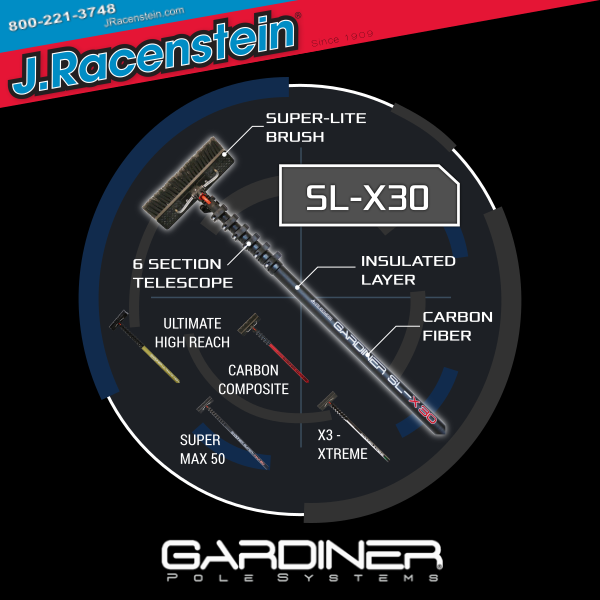 800-221-3748
JRacenstein.com
J.Racenstein®
Since 1909
SUPER-LITE
BRUSH
SL-X30
6 SECTION
TELESCOPE
INSULATED
LAYER
CARBON
FIBER
GARDINER SL-X30
ULTIMATE
HIGH REACH
CARBON
COMPOSITE
SUPER
MAX 50
X3 -
XTREME
GARDINER®
POLE SYSTEMS